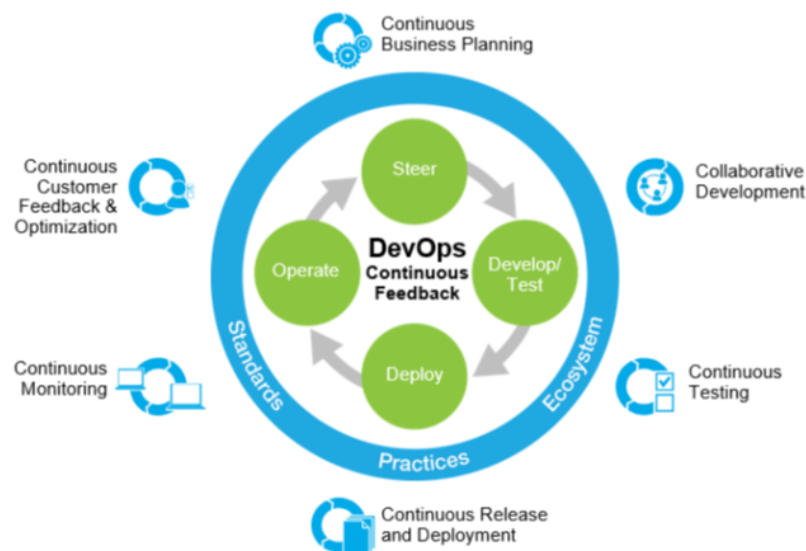 Continuous
Business Planning
Continuous
Customer
Feedback &
Optimization
Collaborative
Development
Steer
Operate
DevOps
Continuous
Feedback
Develop/
Test
Deploy
Continuous
Monitoring
Continuous
Testing
Standards
Practices
Ecosystem
Continuous Release
and Deployment